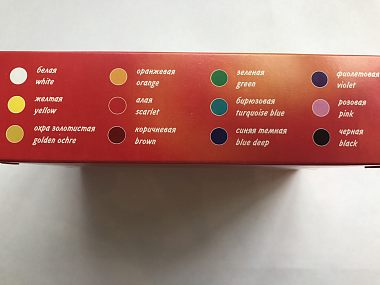 белая
white
оранжевая
orange
зеленая
green
фиолетовая
violet
желтая
yellow
алая
scarlet
бирюзовая
turquoise blue
розовая
pink
охра золотистая
golden ochre
коричневая
brown
синяя темная
blue deep
черная
black